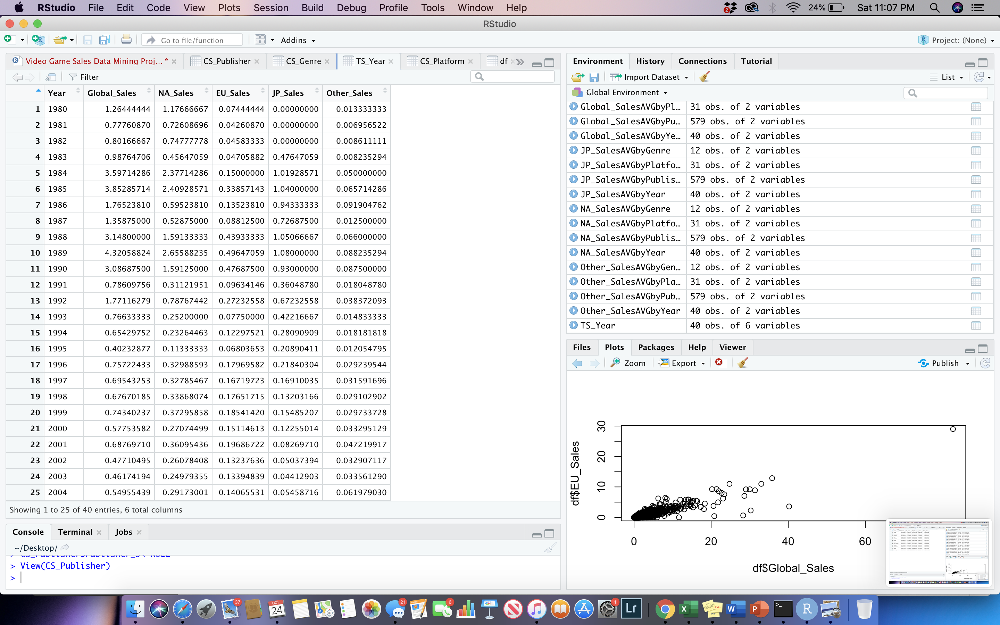 RStudio File Edit Code View Plots Session Build Debug Profile Tools Window Help 2 24% Sat 11:07 PM
RStudio
Go to file/function Addins Project: (None)
Video Game Sales Data Mining Proj... * CS_Publisher CS_Genre TS_Year CS_Platform df
Filter
Year Global_Sales NA_Sales EU_Sales JP_Sales Other_Sales
1 1980 1.26444444 1.17666667 0.07444444 0.00000000 0.013333333
2 1981 0.77760870 0.72608696 0.04260870 0.00000000 0.006956522
3 1982 0.80166667 0.74777778 0.04583333 0.00000000 0.008611111
4 1983 0.98764706 0.45647059 0.04705882 0.47647059 0.008235294
5 1984 3.59714286 2.37714286 0.15000000 1.01928571 0.050000000
6 1985 3.85285714 2.40928571 0.33857143 1.04000000 0.065714286
7 1986 1.76523810 0.59523810 0.13523810 0.94333333 0.091904762
8 1987 1.35875000 0.52875000 0.08812500 0.72687500 0.012500000
9 1988 3.14800000 1.59133333 0.43933333 1.05066667 0.066000000
10 1989 4.32058824 2.65588235 0.49647059 1.08000000 0.088235294
11 1990 3.08687500 1.59125000 0.47687500 0.93000000 0.087500000
12 1991 0.78609756 0.31121951 0.09634146 0.36048780 0.018048780
13 1992 1.77116279 0.78767442 0.27232558 0.67232558 0.038372093
14 1993 0.76633333 0.25200000 0.07750000 0.42216667 0.014833333
15 1994 0.65429752 0.23264463 0.12297521 0.28090909 0.018181818
16 1995 0.40232877 0.11333333 0.06803653 0.20890411 0.012054795
17 1996 0.75722433 0.32988593 0.17969582 0.21840304 0.029239544
18 1997 0.69543253 0.32785467 0.16719723 0.16910035 0.031591696
19 1998 0.67670185 0.33868074 0.17651715 0.13203166 0.029102902
20 1999 0.74340237 0.37295858 0.18541420 0.15485207 0.029733728
21 2000 0.57753582 0.27074499 0.15114613 0.12255014 0.033295129
22 2001 0.68769710 0.36095436 0.19686722 0.08269710 0.047219917
23 2002 0.47710495 0.26078408 0.13237636 0.05037394 0.032907117
24 2003 0.46174194 0.24979355 0.13394839 0.04412903 0.033561290
25 2004 0.54955439 0.29173001 0.14065531 0.05458716 0.061979030
Showing 1 to 25 of 40 entries, 6 total columns
Console Terminal Jobs
~/Desktop/
> CS_Publisher$Publisher_5<-NULL
> View(CS_Publisher)
>
Environment History Connections Tutorial
Import Dataset List
Global Environment
Global_SalesAVGbyPl... 31 obs. of 2 variables
Global_SalesAVGbyPu... 579 obs. of 2 variables
Global_SalesAVGbyYe... 40 obs. of 2 variables
JP_SalesAVGbyGenre 12 obs. of 2 variables
JP_SalesAVGbyPlatfo... 31 obs. of 2 variables
JP_SalesAVGbyPublis... 579 obs. of 2 variables
JP_SalesAVGbyYear 40 obs. of 2 variables
NA_SalesAVGbyGenre 12 obs. of 2 variables
NA_SalesAVGbyPlatfo... 31 obs. of 2 variables
NA_SalesAVGbyPublis... 579 obs. of 2 variables
NA_SalesAVGbyYear 40 obs. of 2 variables
Other_SalesAVGbyGen... 12 obs. of 2 variables
Other_SalesAVGbyPla... 31 obs. of 2 variables
Other_SalesAVGbyPub... 579 obs. of 2 variables
Other_SalesAVGbyYear 40 obs. of 2 variables
TS_Year 40 obs. of 6 variables
Files Plots Packages Help Viewer
Zoom Export Publish
df$EU_Sales
30
20
10
0
0 20 40 60
df$Global_Sales
37 OCT 24 21 6 1 Lr X W P >_ R